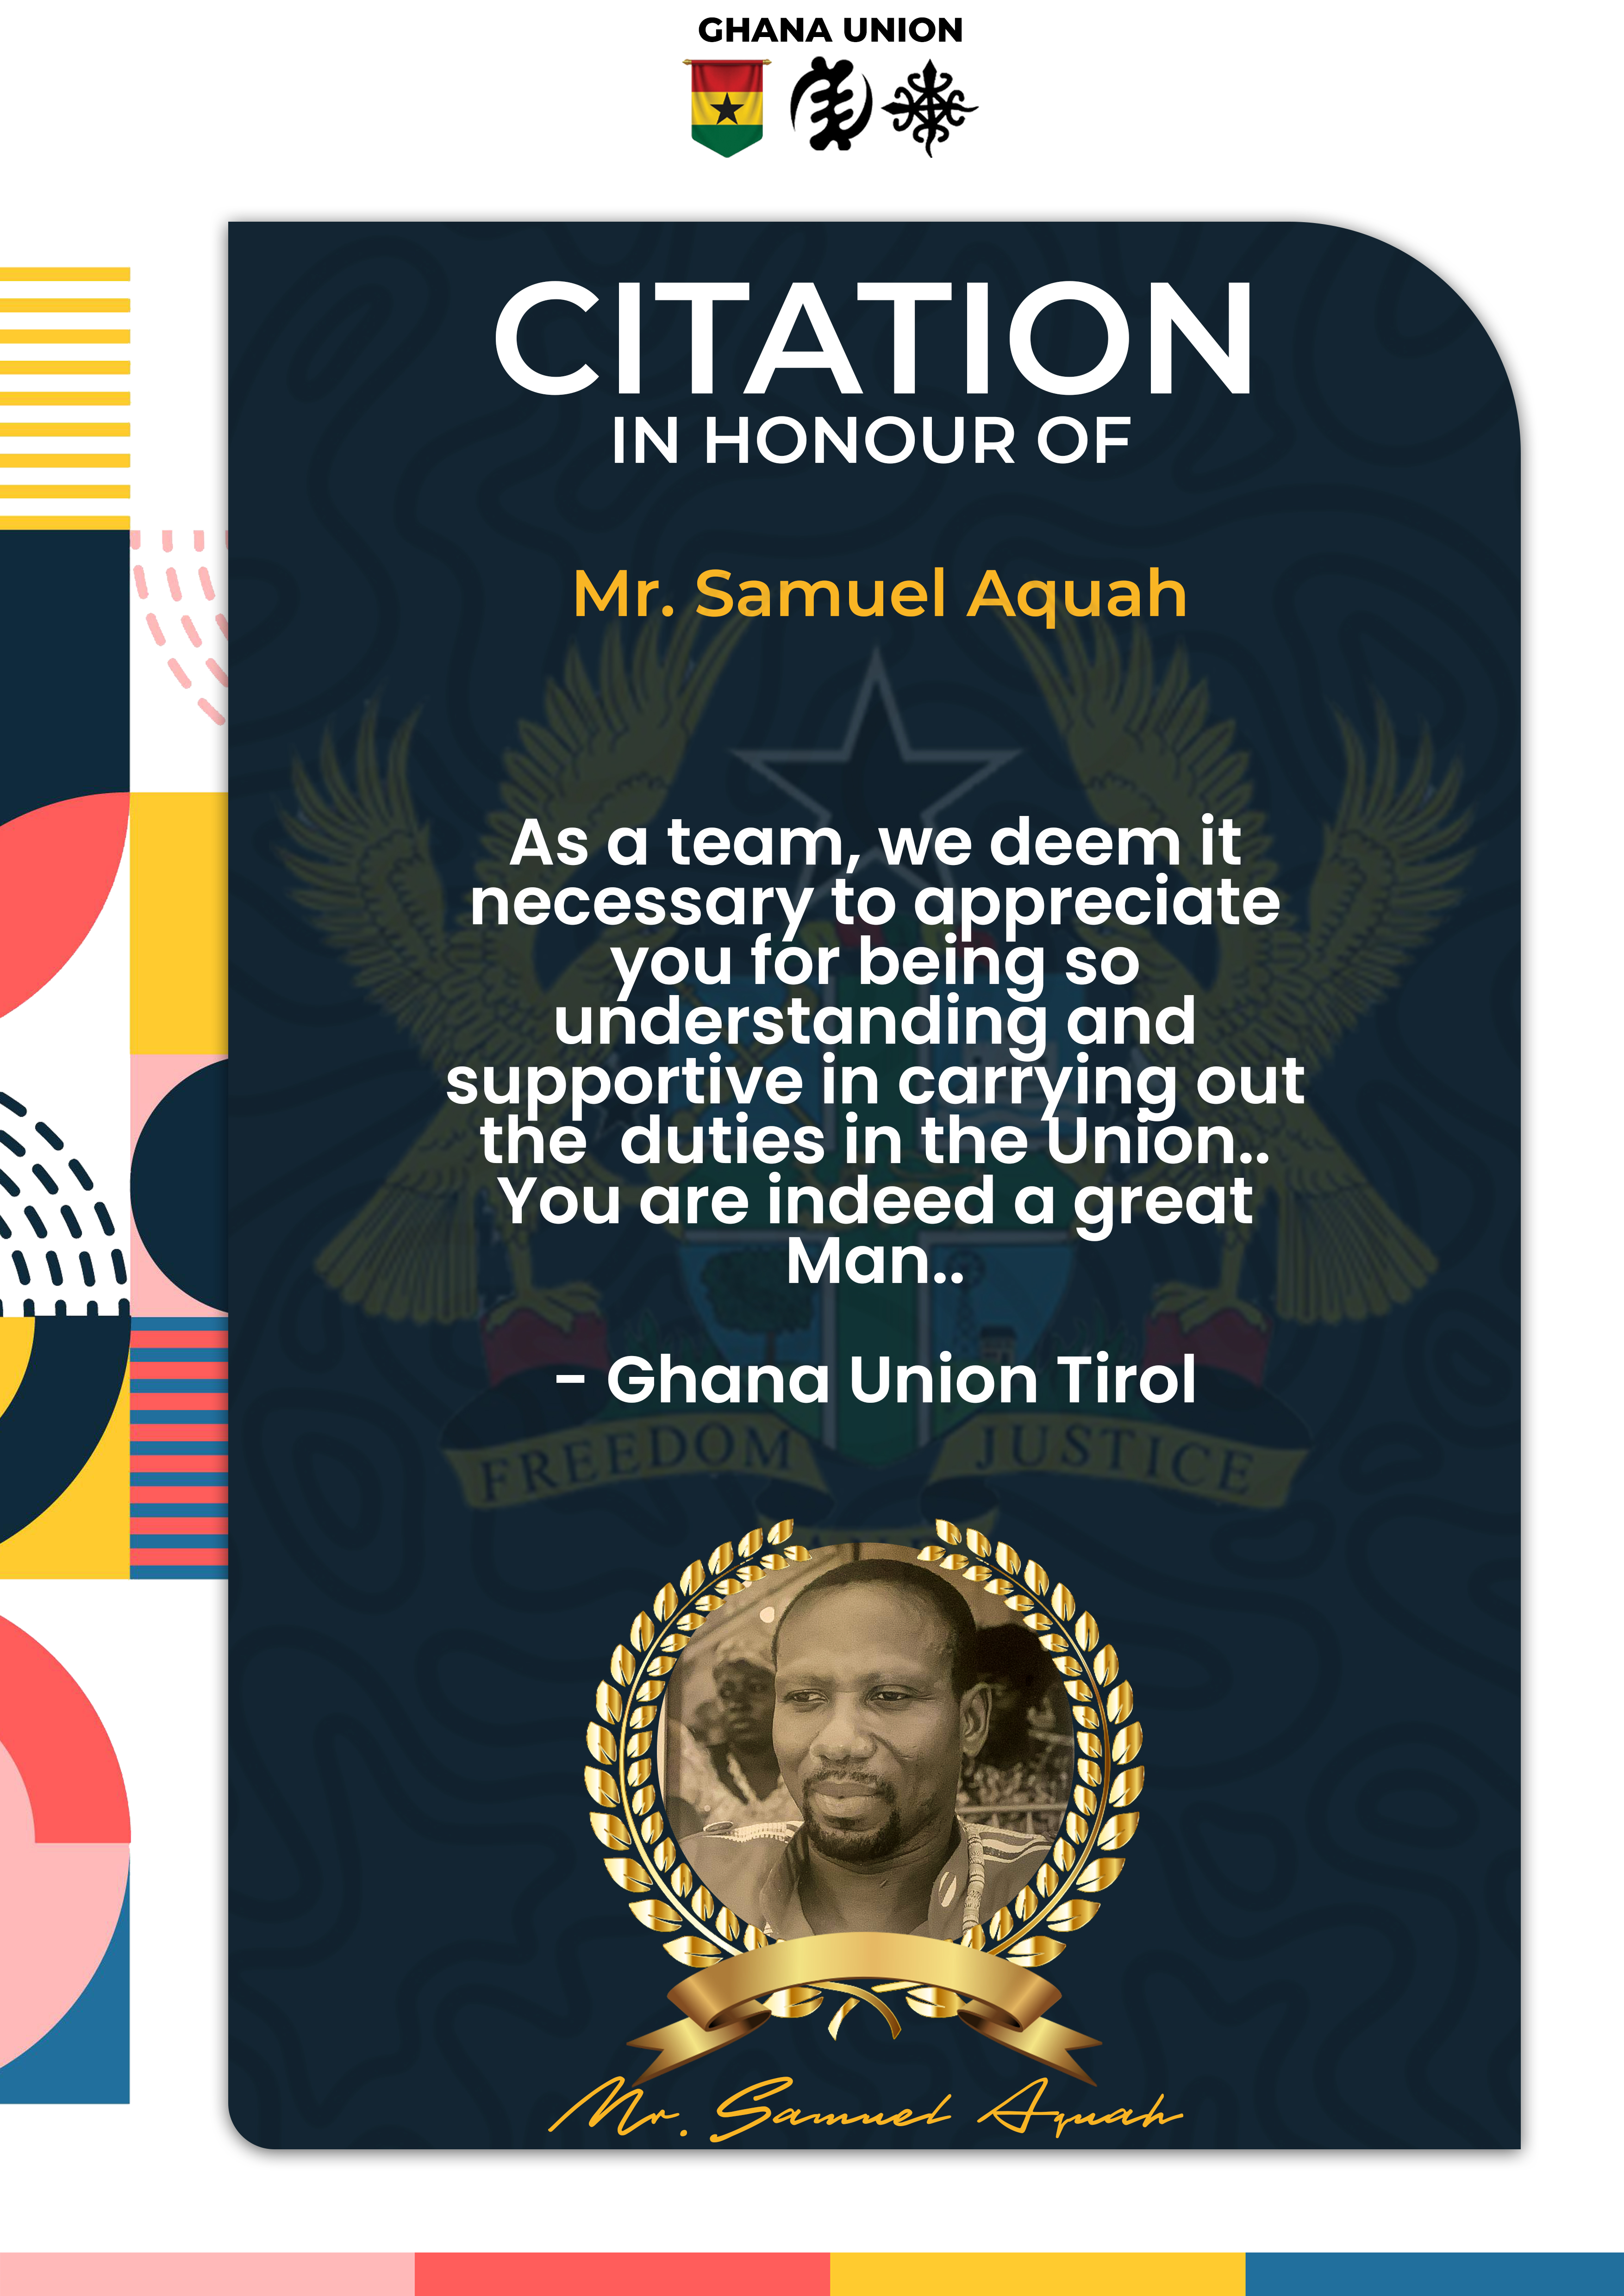 GHANA UNION
CITATION
IN HONOUR OF
Mr. Samuel Aquah
As a team, we deem it
necessary to appreciate
you for being so
understanding and
supportive in carrying out
the  duties in the Union..
You are indeed a great
Man..
- Ghana Union Tirol
FREEDOM JUSTICE
Mr. Samuel Aquah